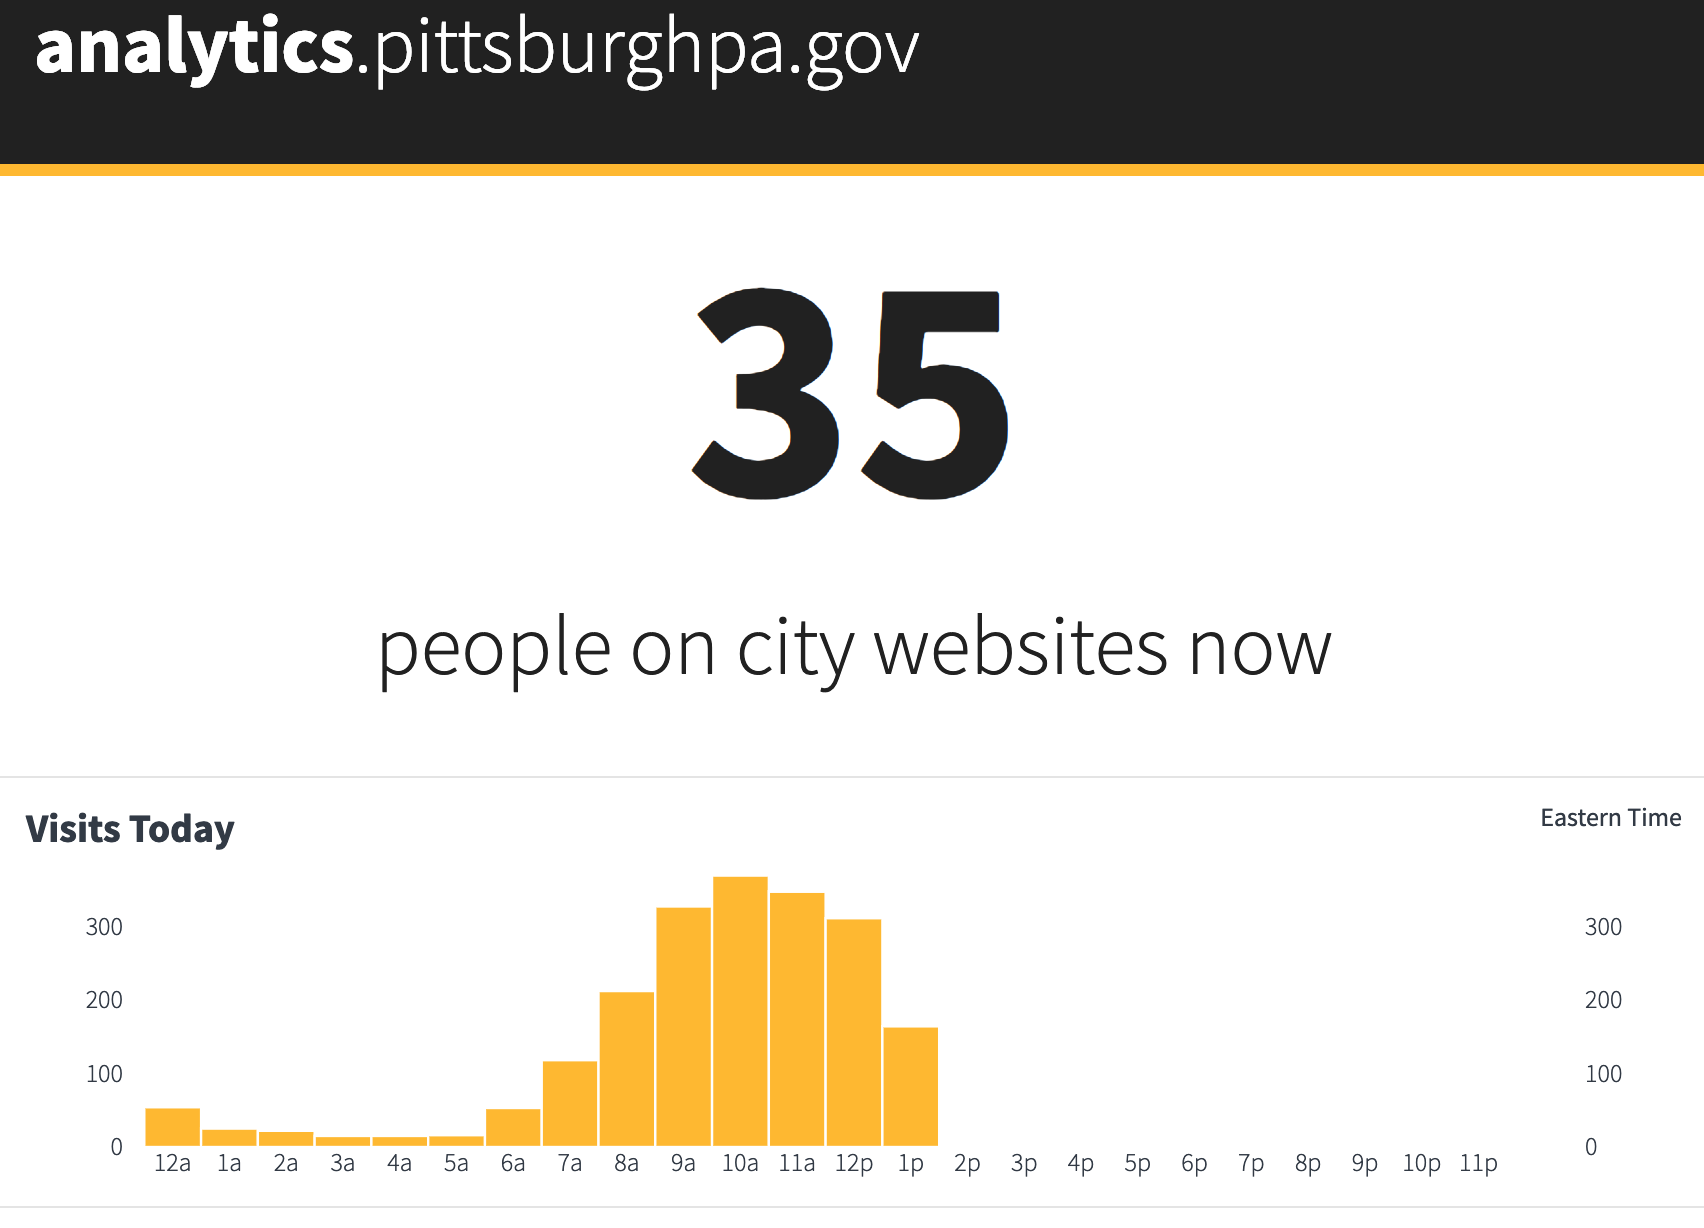 analytics.pittsburghpa.gov
35
people on city websites now
Visits Today
Eastern Time
300 300
200 200
100 100
0 0
12a 1a 2a 3a 4a 5a 6a 7a 8a 9a 10a 11a 12p 1p 2p 3p 4p 5p 6p 7p 8p 9p 10p 11p